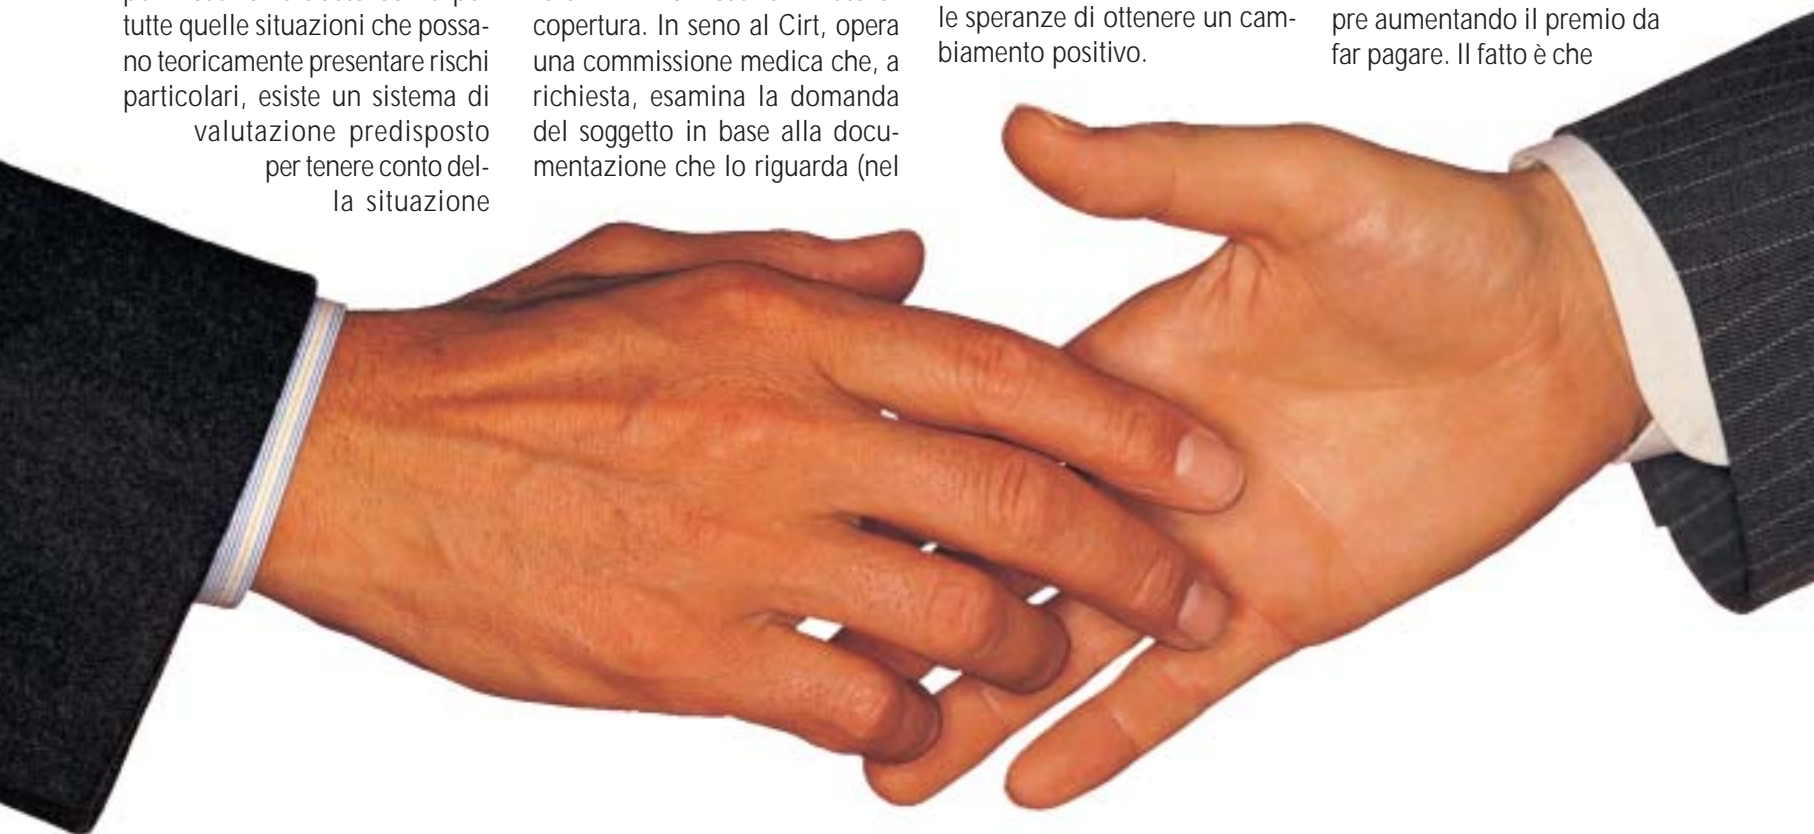 tutte quelle situazioni che possa-
no teoricamente presentare rischi
particolari, esiste un sistema di
valutazione predisposto
per tenere conto del-
la situazione
copertura. In seno al Cirt, opera
una commissione medica che, a
richiesta, esamina la domanda
del soggetto in base alla docu-
mentazione che lo riguarda (nel
le speranze di ottenere un cam-
biamento positivo.
pre aumentando il premio da
far pagare. Il fatto è che